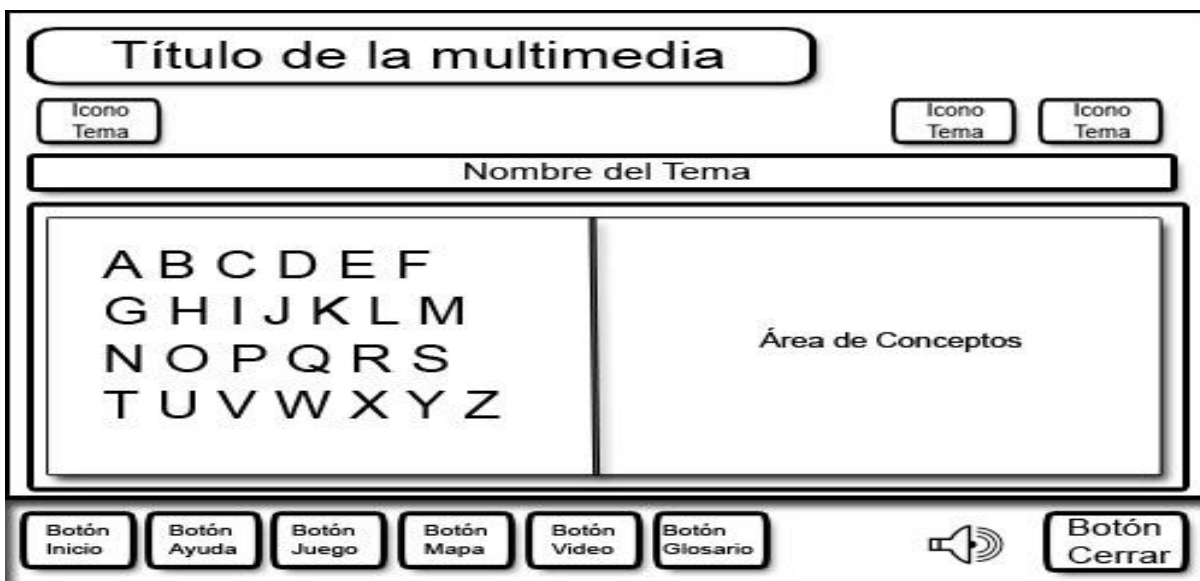 Título de la multimedia
Icono
Tema
Icono
Tema
Icono
Tema
Nombre del Tema
A B C D E F
G H I J K L M
N O P Q R S
T U V W X Y Z
Área de Conceptos
Botón
Inicio
Botón
Ayuda
Botón
Juego
Botón
Mapa
Botón
Video
Botón
Glosario
Botón
Cerrar